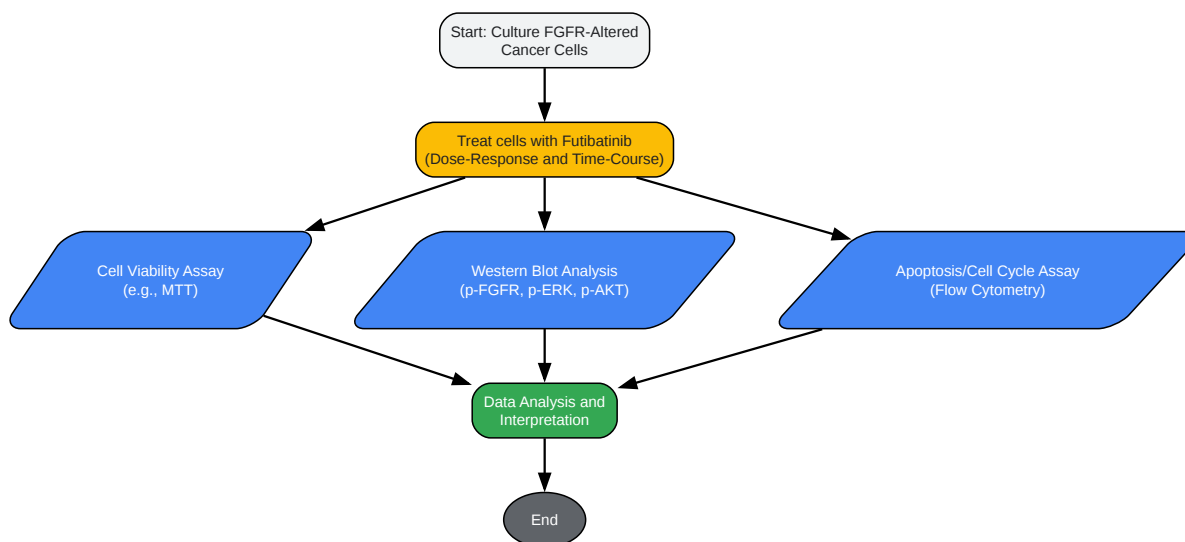 Start: Culture FGFR-Altered
Cancer Cells
Treat cells with Futibatinib
(Dose-Response and Time-Course)
Cell Viability Assay
(e.g., MTT)
Western Blot Analysis
(p-FGFR, p-ERK, p-AKT)
Apoptosis/Cell Cycle Assay
(Flow Cytometry)
Data Analysis and
Interpretation
End